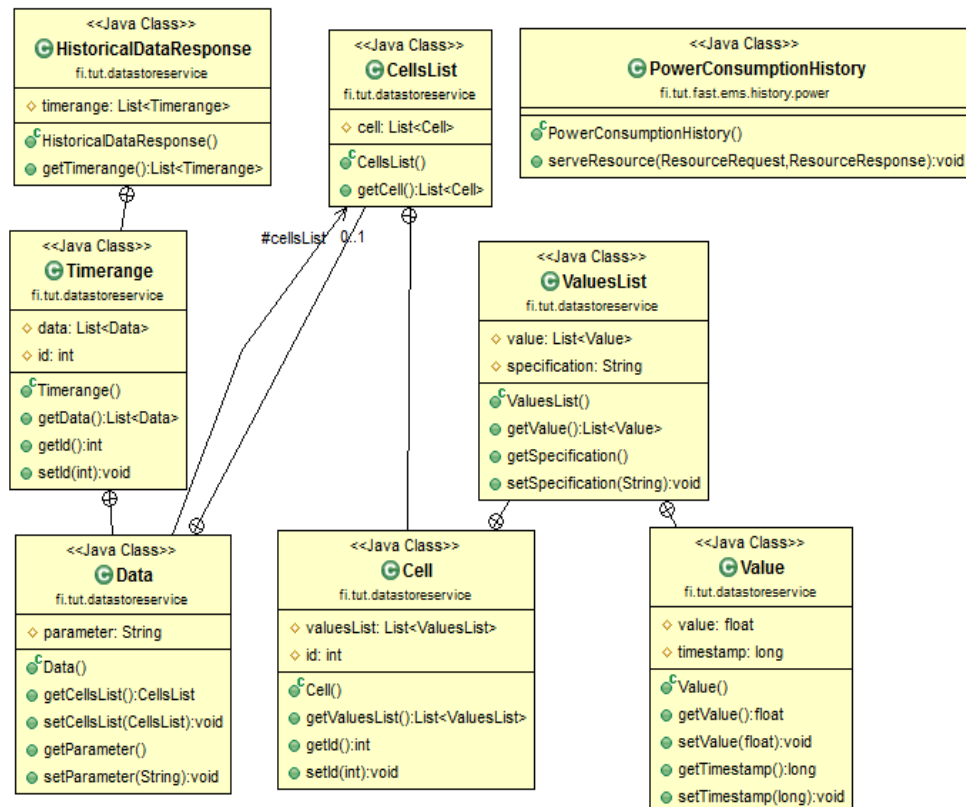 <<Java Class>>
HistoricalDataResponse
fi.tut.datastoreservice
timerange: List<Timerange>
HistoricalDataResponse()
getTimerange():List<Timerange>
<<Java Class>>
CellsList
fi.tut.datastoreservice
cell: List<Cell>
CellsList()
getCell():List<Cell>
<<Java Class>>
PowerConsumptionHistory
fi.tut.fast.ems.history.power
PowerConsumptionHistory()
serveResource(ResourceRequest,ResourceResponse):void
#cellsList 0..1
<<Java Class>>
Timerange
fi.tut.datastoreservice
data: List<Data>
id: int
Timerange()
getData():List<Data>
getId():int
setId(int):void
<<Java Class>>
ValuesList
fi.tut.datastoreservice
value: List<Value>
specification: String
ValuesList()
getValue():List<Value>
getSpecification()
setSpecification(String):void
<<Java Class>>
Data
fi.tut.datastoreservice
parameter: String
Data()
getCellsList():CellsList
setCellsList(CellsList):void
getParameter()
setParameter(String):void
<<Java Class>>
Cell
fi.tut.datastoreservice
valuesList: List<ValuesList>
id: int
Cell()
getValuesList():List<ValuesList>
getId():int
setId(int):void
<<Java Class>>
Value
fi.tut.datastoreservice
value: float
timestamp: long
Value()
getValue():float
setValue(float):void
getTimestamp():long
setTimestamp(long):void